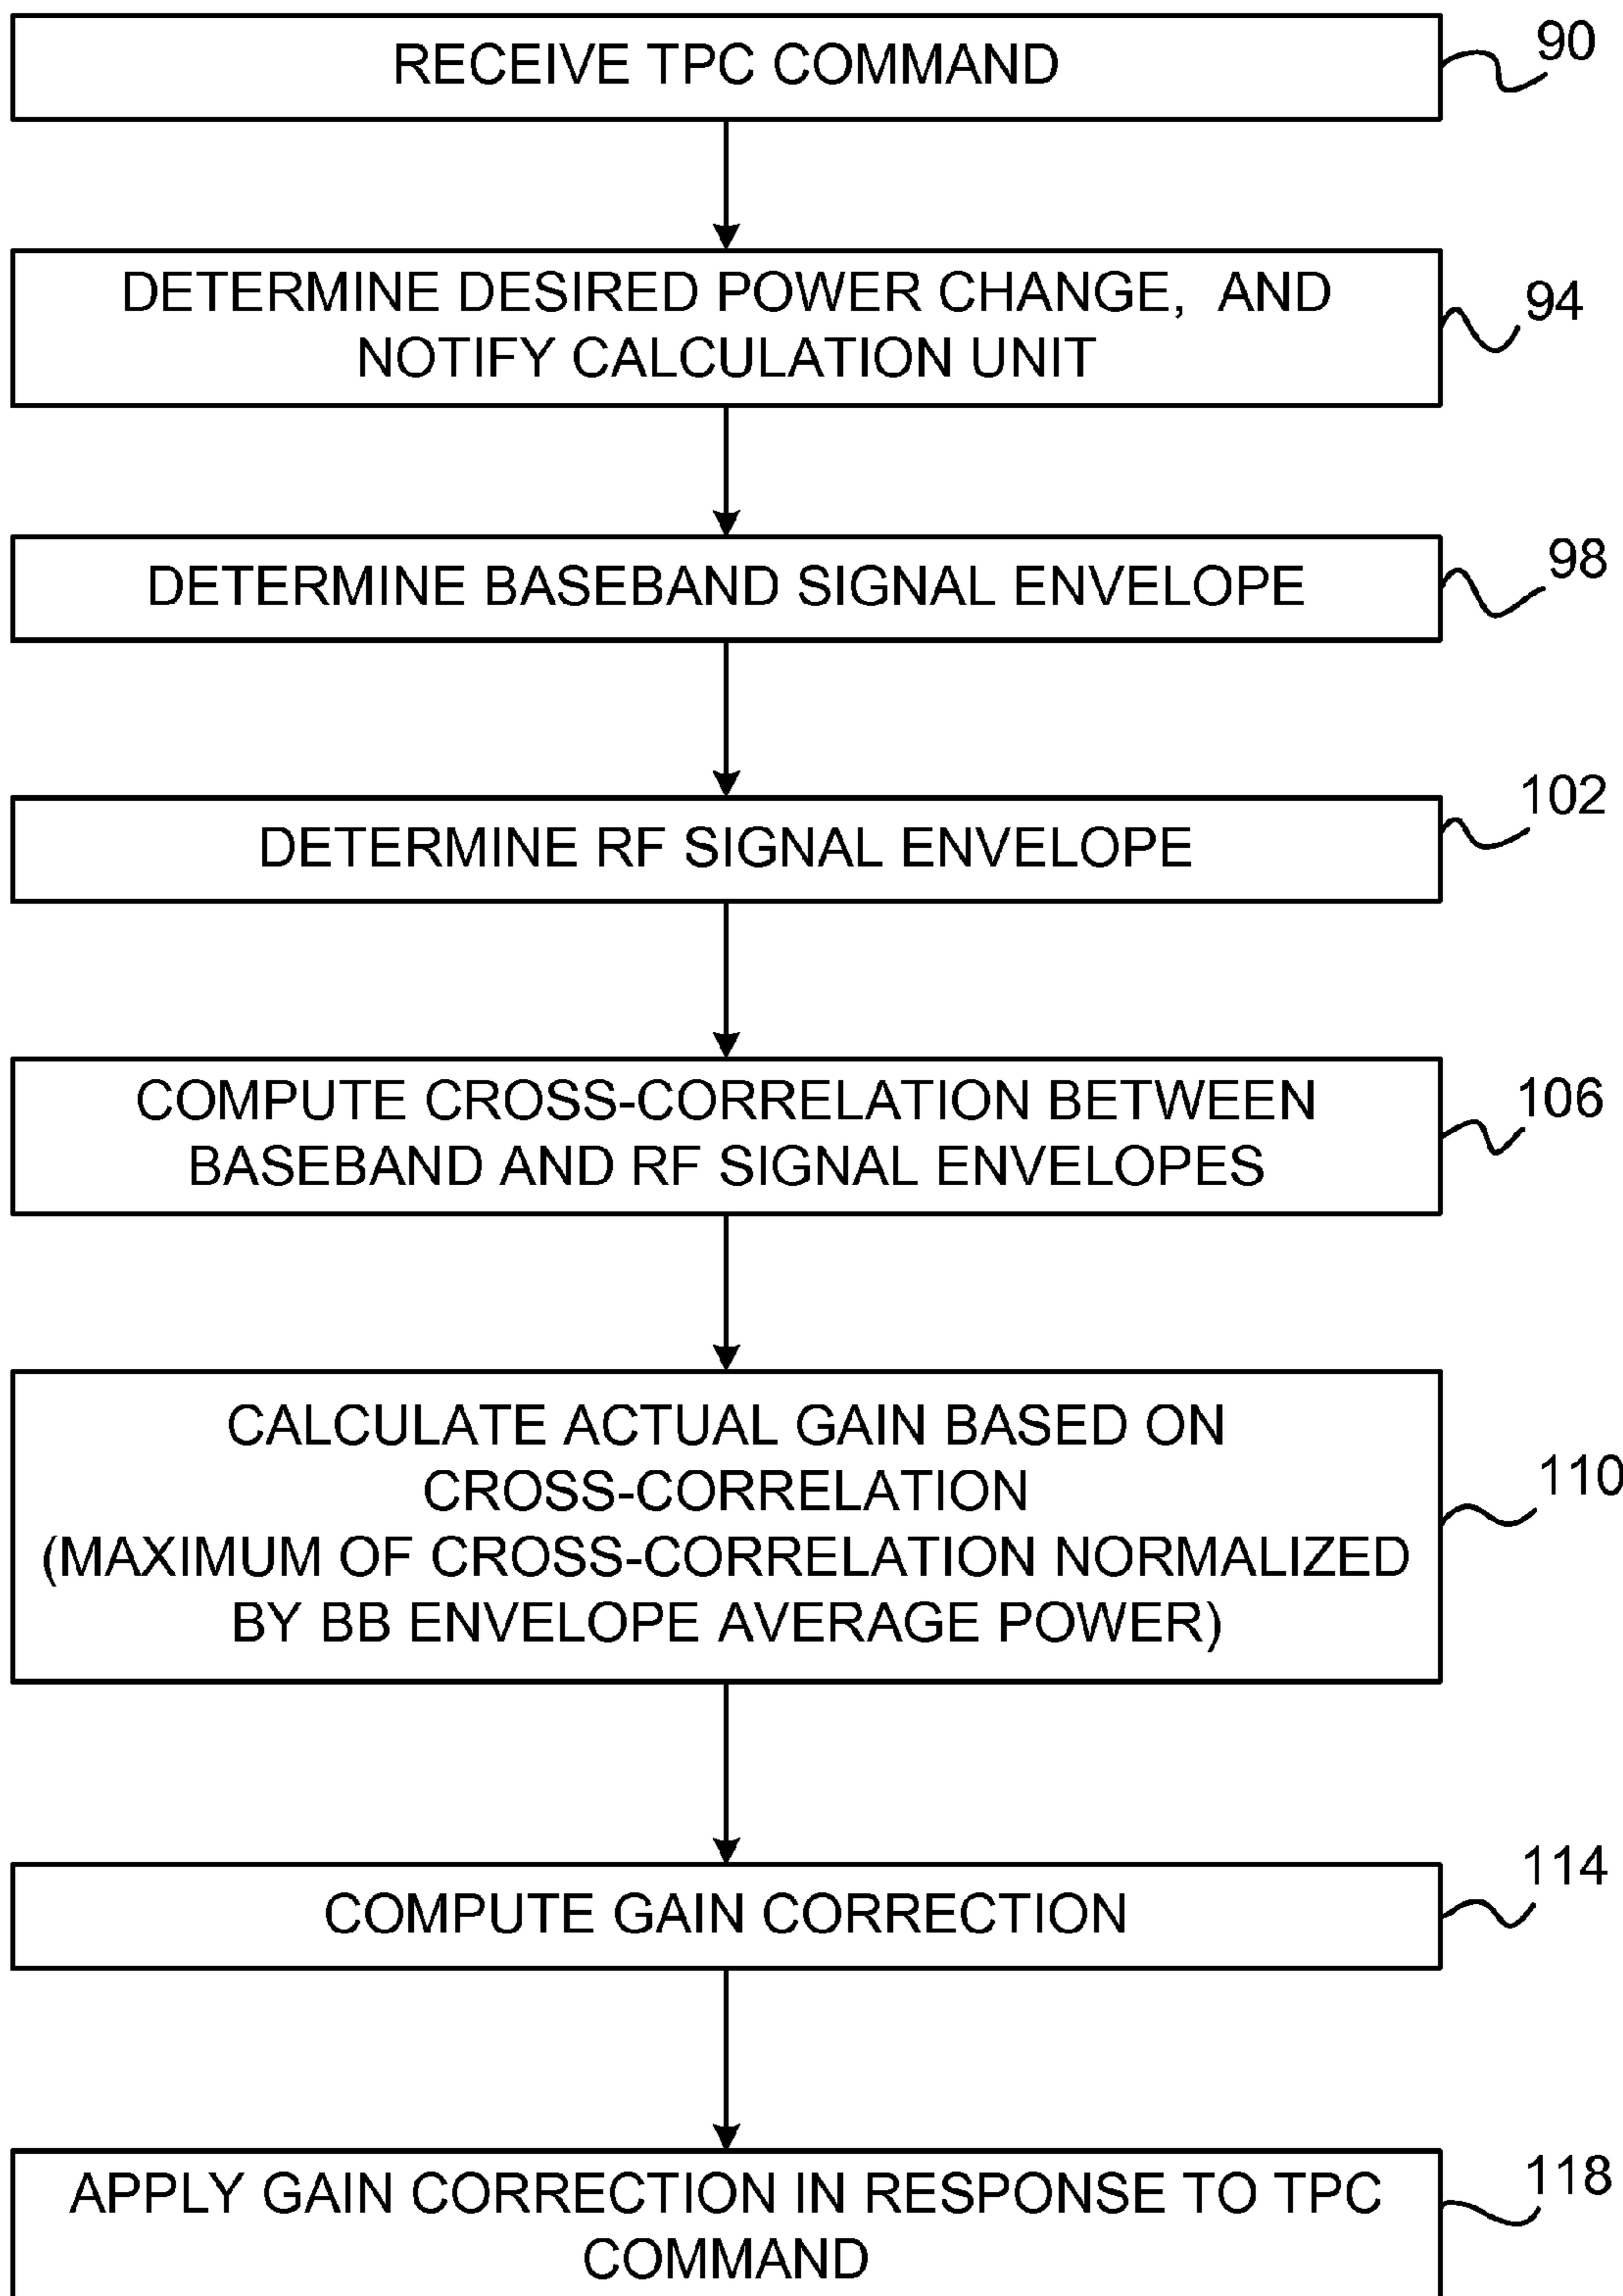 RECEIVE TPC COMMAND
90
DETERMINE DESIRED POWER CHANGE, AND
NOTIFY CALCULATION UNIT
94
DETERMINE BASEBAND SIGNAL ENVELOPE
98
DETERMINE RF SIGNAL ENVELOPE
102
COMPUTE CROSS-CORRELATION BETWEEN
BASEBAND AND RF SIGNAL ENVELOPES
106
CALCULATE ACTUAL GAIN BASED ON
CROSS-CORRELATION
(MAXIMUM OF CROSS-CORRELATION NORMALIZED
BY BB ENVELOPE AVERAGE POWER)
110
COMPUTE GAIN CORRECTION
114
APPLY GAIN CORRECTION IN RESPONSE TO TPC
COMMAND
118